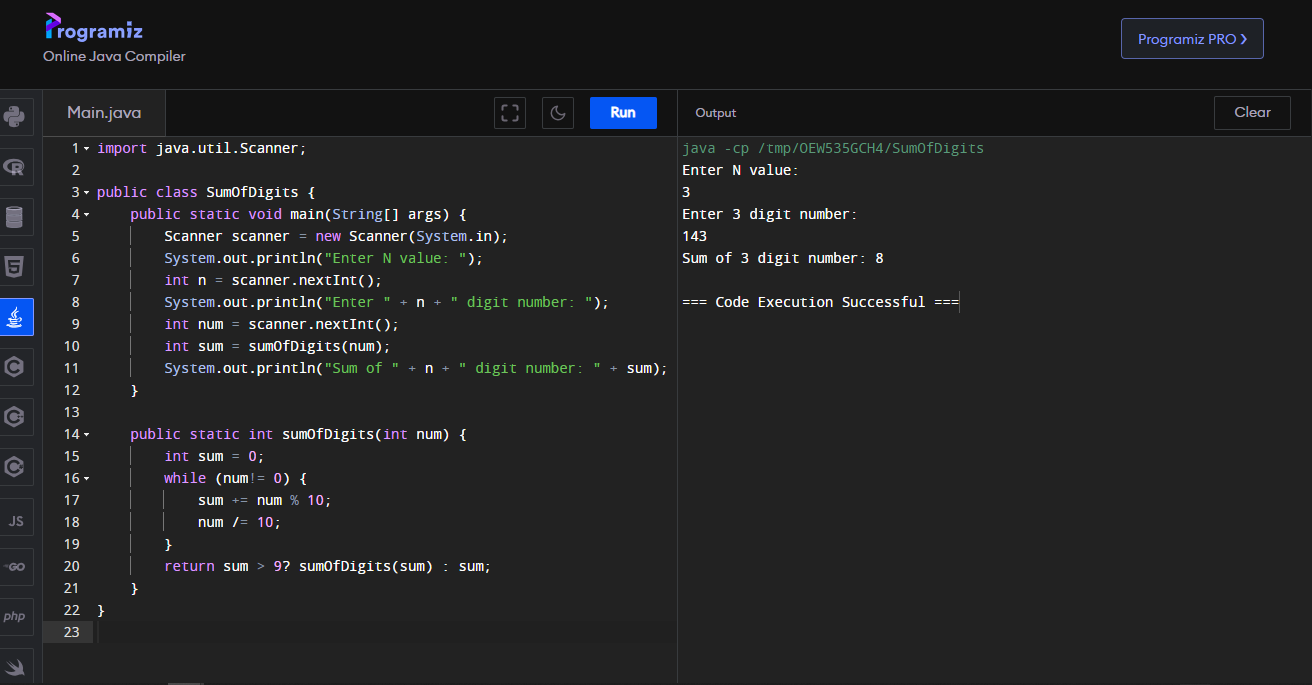 Programiz
Online Java Compiler
Programiz PRO ❯
Main.java
Run
Output
Clear
1 import java.util.Scanner;
2
3 public class SumOfDigits {
4     public static void main(String[] args) {
5         Scanner scanner = new Scanner(System.in);
6         System.out.println("Enter N value: ");
7         int n = scanner.nextInt();
8         System.out.println("Enter " + n + " digit number: ");
9         int num = scanner.nextInt();
10         int sum = sumOfDigits(num);
11         System.out.println("Sum of " + n + " digit number: " + sum);
12     }
13
14     public static int sumOfDigits(int num) {
15         int sum = 0;
16         while (num!= 0) {
17             sum += num % 10;
18             num /= 10;
19         }
20         return sum > 9? sumOfDigits(sum) : sum;
21     }
22 }
23
java -cp /tmp/OEW535GCH4/SumOfDigits
Enter N value:
3
Enter 3 digit number:
143
Sum of 3 digit number: 8
=== Code Execution Successful ===
R
5
C
C
C
JS
GO
php